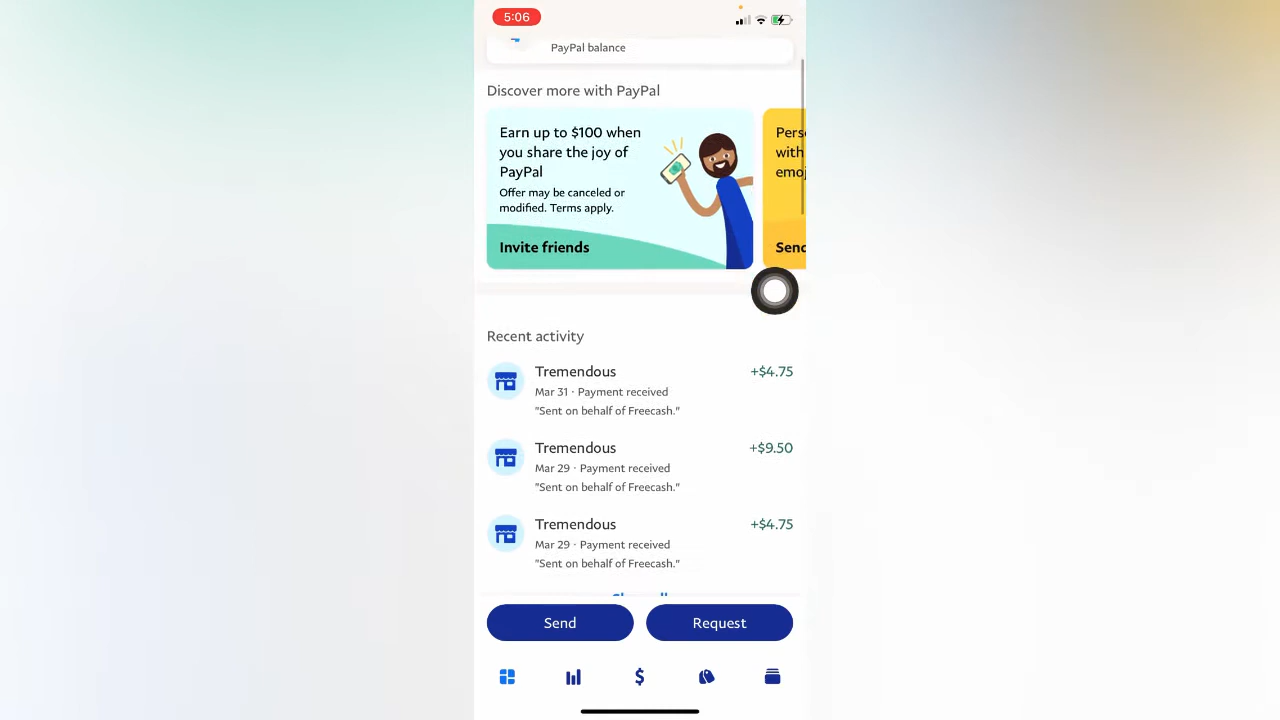 5:06
PayPal balance
Discover more with PayPal
Earn up to $100 when
you share the joy of
PayPal
Offer may be canceled or
modified. Terms apply.
Invite friends
with
Recent activity
Tremendous +$4.75
Mar 31 · Payment received
"Sent on behalf of Freecash."
Tremendous +$9.50
Mar 29 · Payment received
"Sent on behalf of Freecash."
Tremendous +$4.75
Mar 29 · Payment received
"Sent on behalf of Freecash."
Send Request